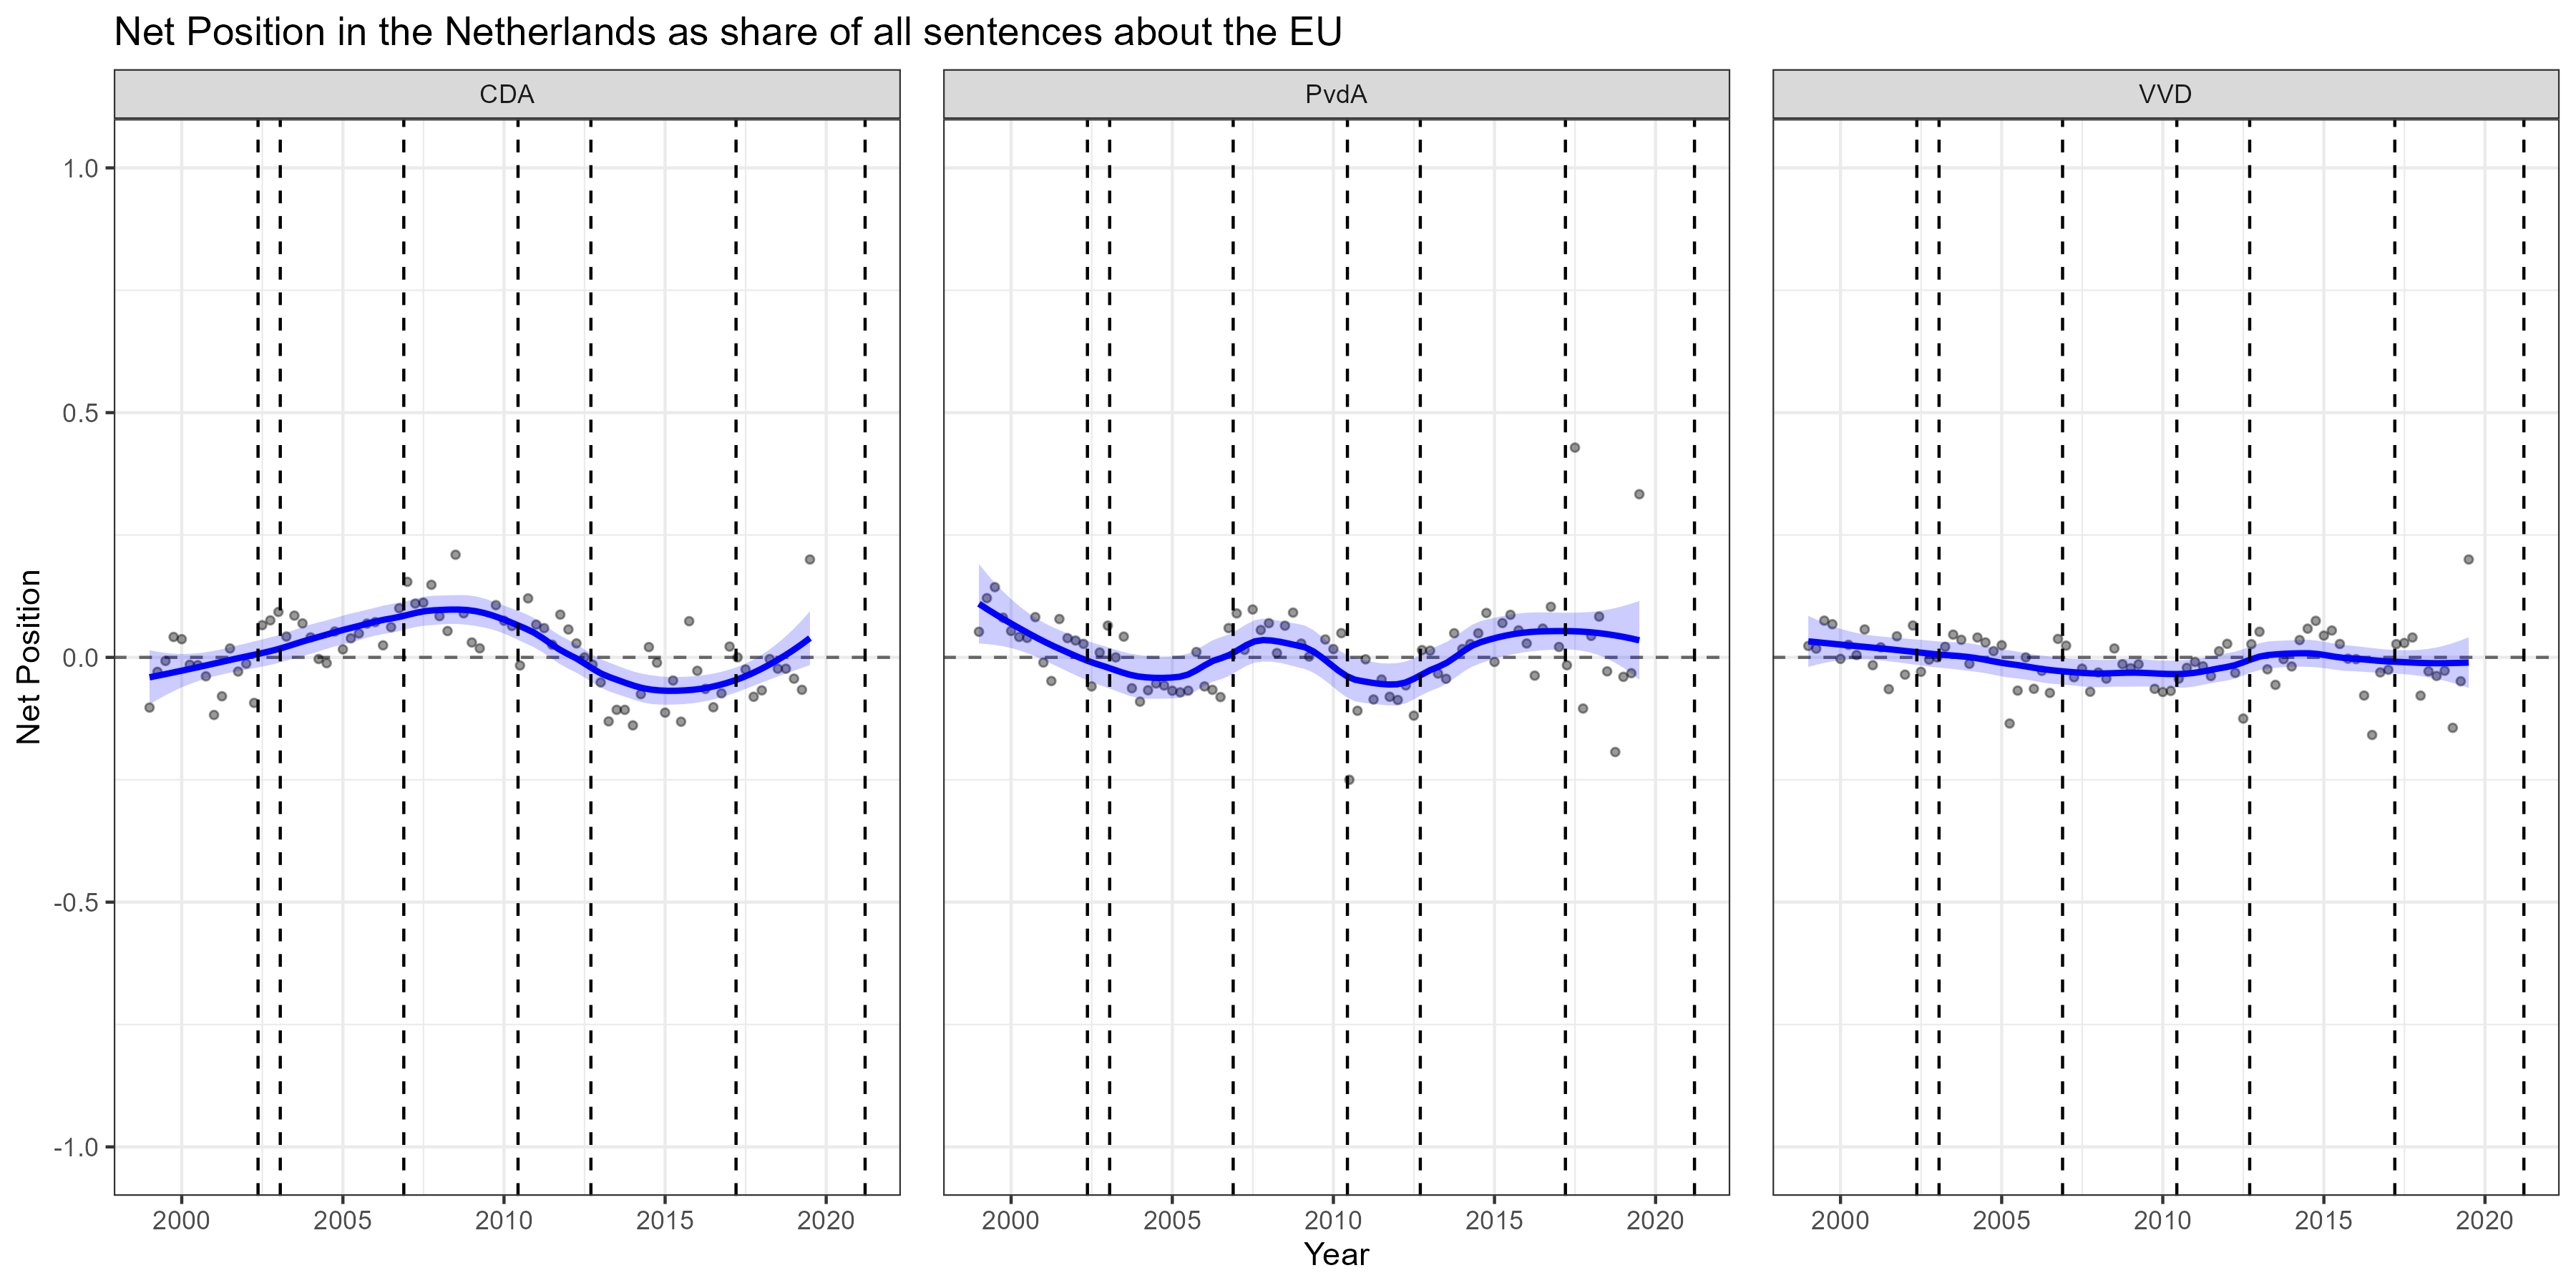 Net Position in the Netherlands as share of all sentences about the EU
CDA PvdA VVD
Net Position
1.0
0.5
0.0
-0.5
-1.0
2000 2005 2010 2015 2020 2000 2005 2010 2015 2020 2000 2005 2010 2015 2020
Year